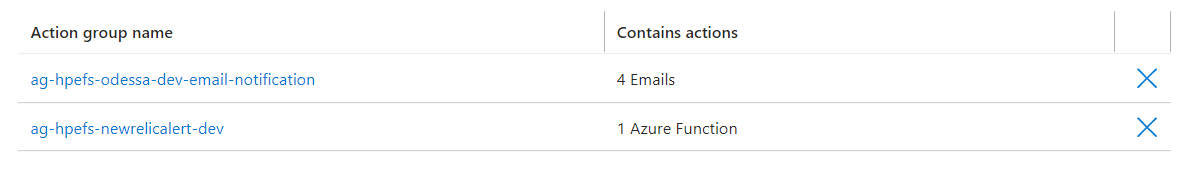 Action group name Contains actions
ag-hpefs-odessa-dev-email-notification 4 Emails
ag-hpefs-newrelicalert-dev 1 Azure Function